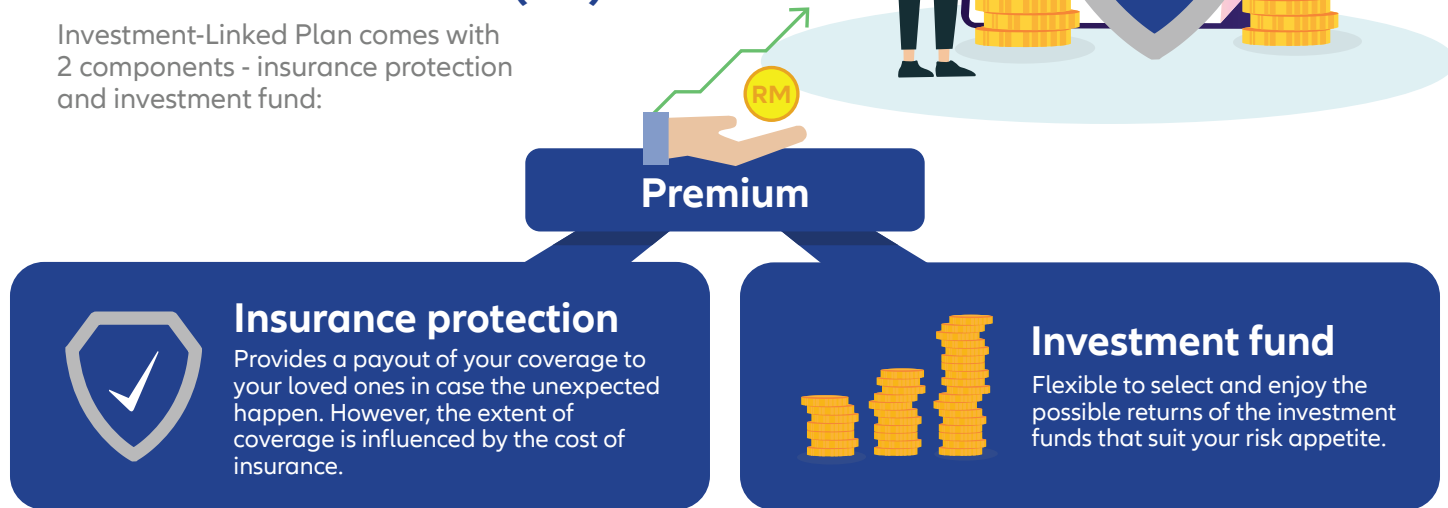 Investment-Linked Plan comes with
2 components - insurance protection
and investment fund:
RM
Premium
Insurance protection
Provides a payout of your coverage to
your loved ones in case the unexpected
happen. However, the extent of
coverage is influenced by the cost of
insurance.
Investment fund
Flexible to select and enjoy the
possible returns of the investment
funds that suit your risk appetite.